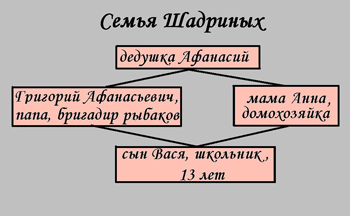 Семья Шадриных
дедушка Афанасий
Григорий Афанасьевич,
папа, бригадир рыбаков
мама Анна,
домохозяйка
сын Вася, школьник ,
13 лет